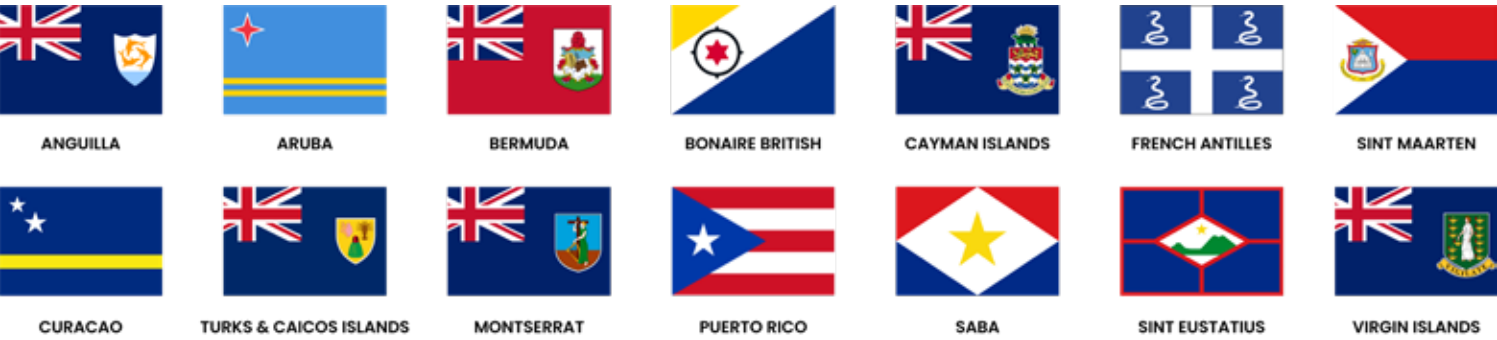 ANGUILLA
ARUBA
BERMUDA
BONAIRE BRITISH
CAYMAN ISLANDS
FRENCH ANTILLES
SINT MAARTEN
CURACAO
TURKS & CAICOS ISLANDS
MONTSERRAT
PUERTO RICO
SABA
SINT EUSTATIUS
VIRGIN ISLANDS